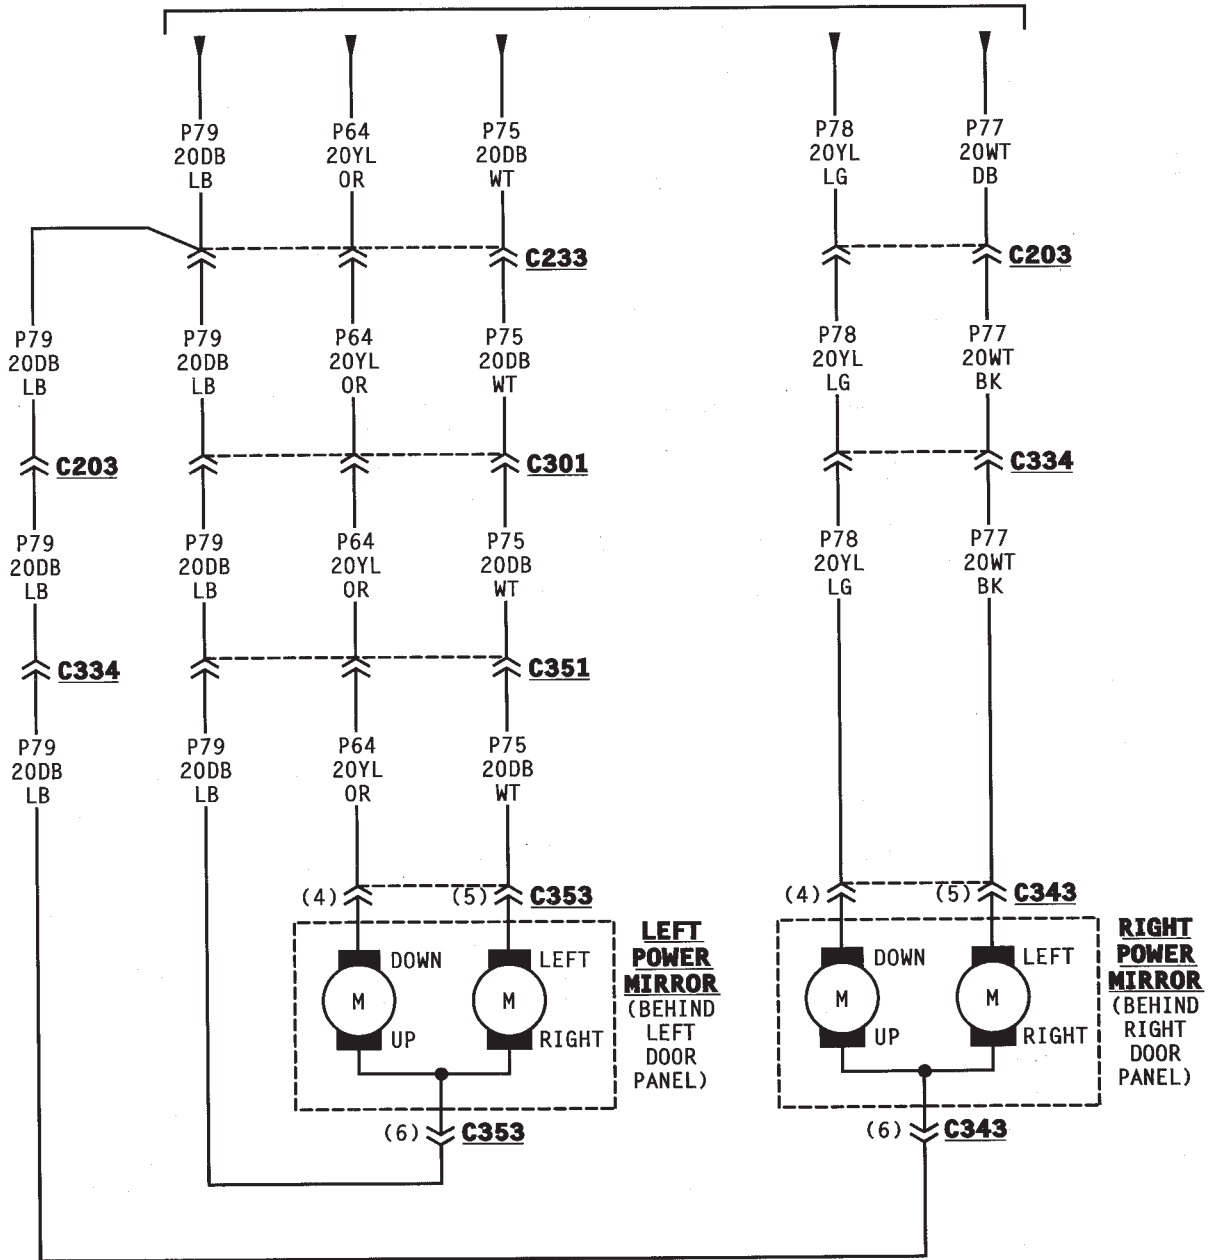 P79 P64 P75 P78 P77
20DB 20YL 20DB 20YL 20WT
LB OR WT LG DB
C233 C203
P79 P79 P64 P75 P78 P77
20DB 20DB 20YL 20DB 20YL 20WT
LB LB OR WT LG BK
C203 C301 C334
P79 P79 P64 P75 P78 P77
20DB 20DB 20YL 20DB 20YL 20WT
LB LB OR WT LG BK
C334 C351
P79 P79 P64 P75
20DB 20DB 20YL 20DB
LB LB OR WT
(4) (5) C353 (4) (5) C343
LEFT
POWER
MIRROR
(BEHIND
LEFT
DOOR
PANEL)
DOWN LEFT
M M
UP RIGHT
(6) C353
RIGHT
POWER
MIRROR
(BEHIND
RIGHT
DOOR
PANEL)
DOWN LEFT
M M
UP RIGHT
(6) C343